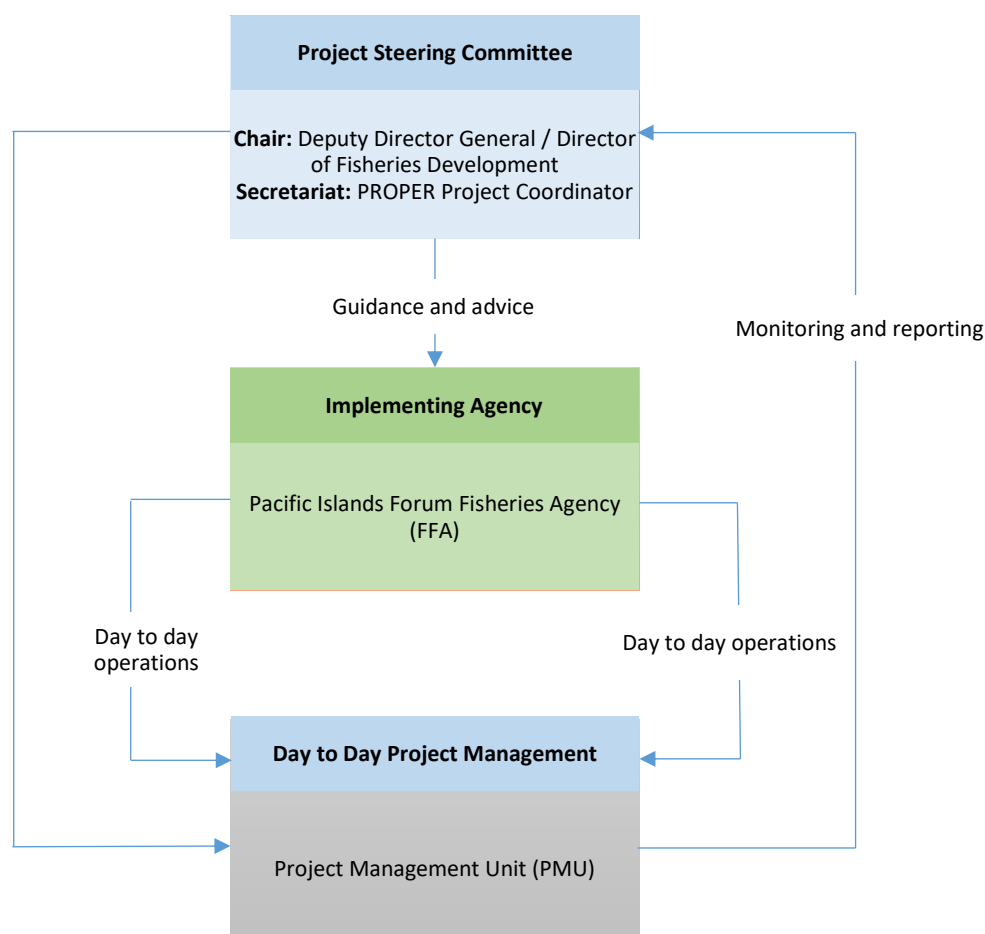 Project Steering Committee
Chair: Deputy Director General / Director
of Fisheries Development
Secretariat: PROPER Project Coordinator
Guidance and advice
Monitoring and reporting
Implementing Agency
Pacific Islands Forum Fisheries Agency
(FFA)
Day to day
operations
Day to day operations
Day to Day Project Management
Project Management Unit (PMU)